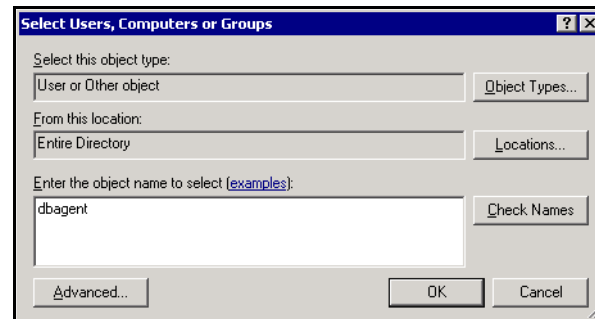 Select Users, Computers or Groups
Select this object type:
User or Other object
Object Types...
From this location:
Entire Directory
Locations...
Enter the object name to select (examples):
dbagent
Check Names
Advanced...
OK
Cancel